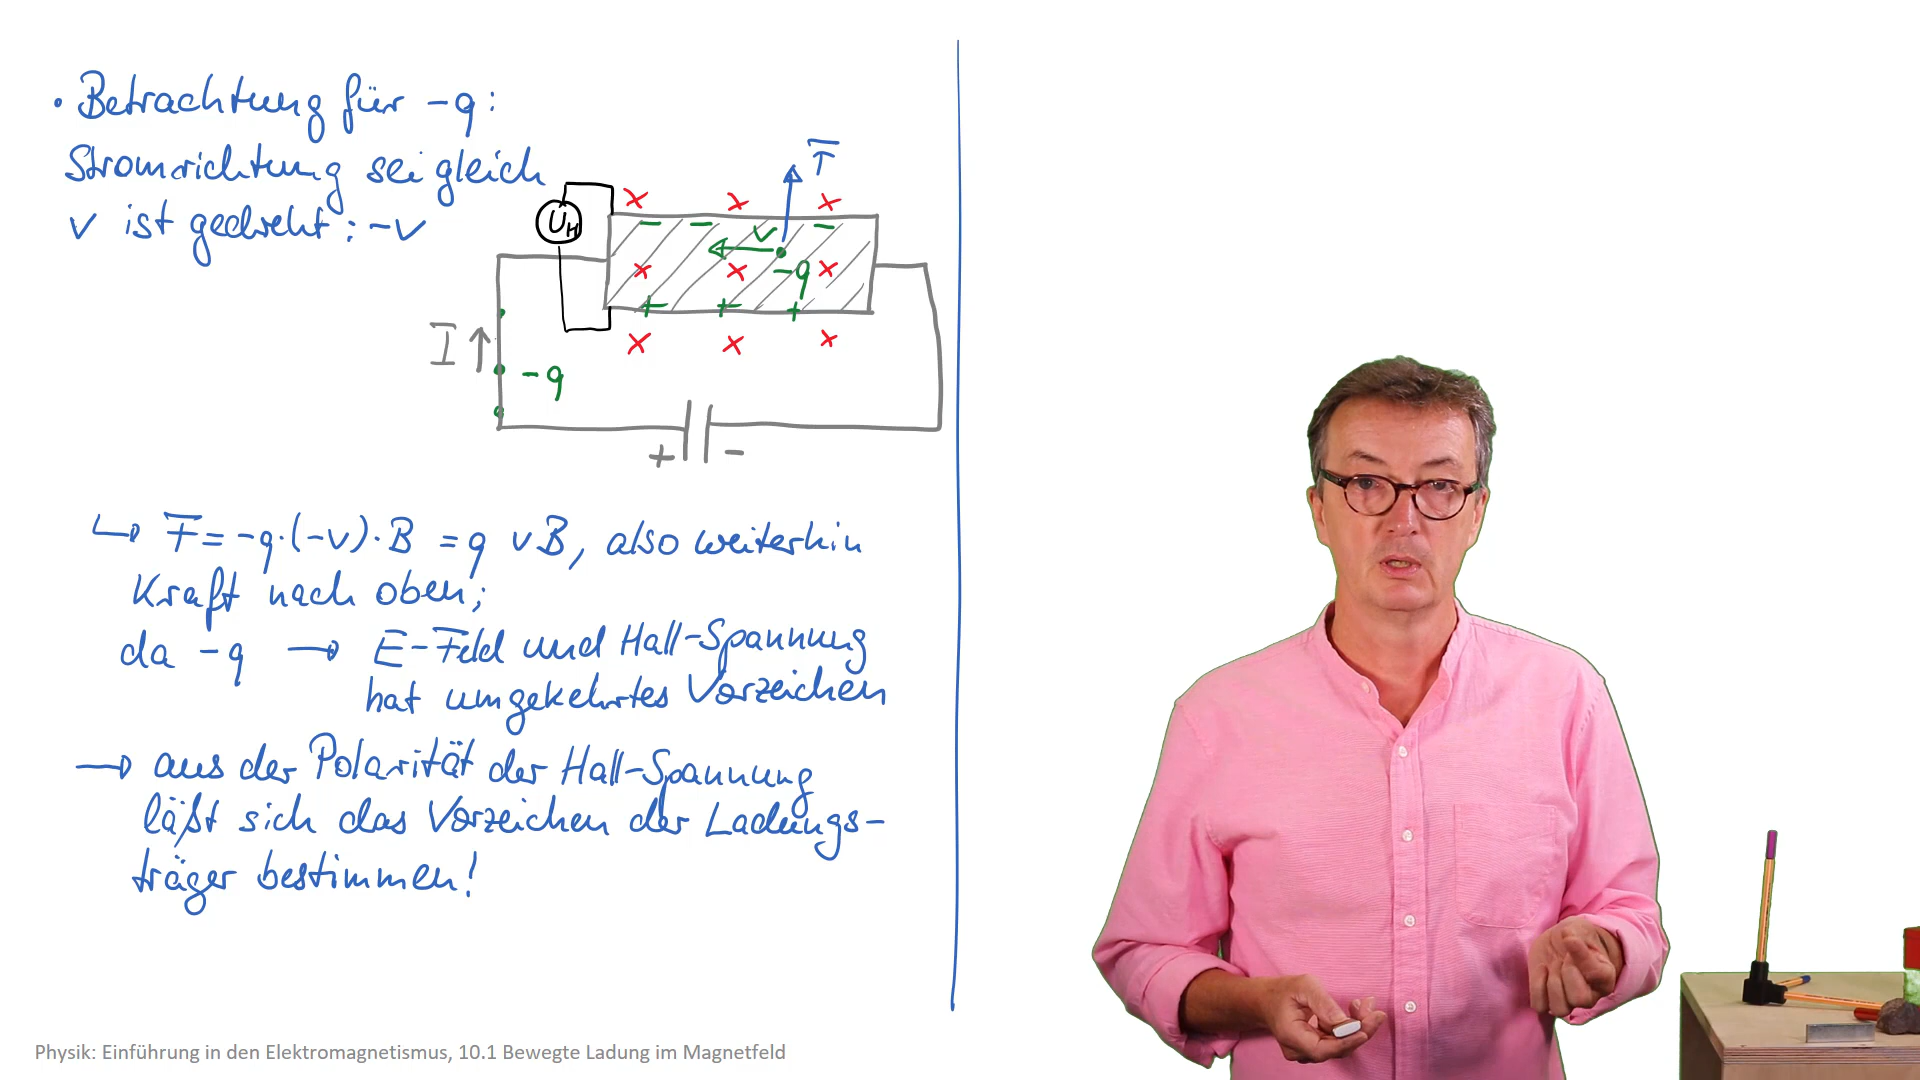 • Betrachtung für -q:
Stromrichtung sei gleich
v ist gedreht: -v
F
U_H
v
-q
I
-q
+ -
↳ F = -q·(-v)·B = q vB, also weiterhin
Kraft nach oben;
da -q → E-Feld und Hall-Spannung
hat umgekehrtes Vorzeichen
→ aus der Polarität der Hall-Spannung
läßt sich das Vorzeichen der Ladungs-
träger bestimmen!
Physik: Einführung in den Elektromagnetismus, 10.1 Bewegte Ladung im Magnetfeld